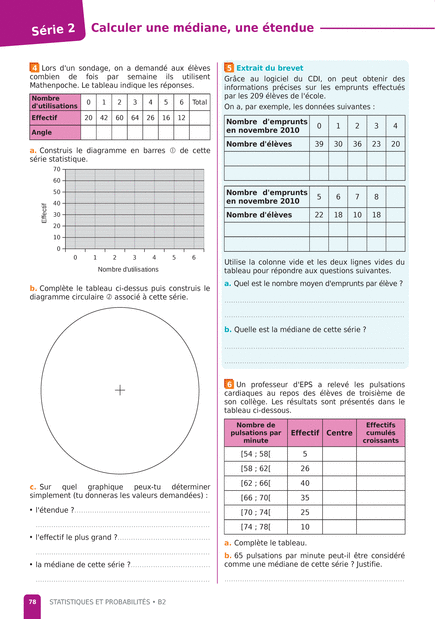 Série 2
Calculer une médiane, une étendue
4 Lors d'un sondage, on a demandé aux élèves
combien de fois par semaine ils utilisent
Mathenpoche. Le tableau indique les réponses.
Nombre d'utilisations 0 1 2 3 4 5 6 Total
Effectif 20 42 60 64 26 16 12
Angle
a. Construis le diagramme en barres ① de cette
série statistique.
70
60
50
40
30
20
10
0
Effectif
0 1 2 3 4 5 6
Nombre d'utilisations
b. Complète le tableau ci-dessus puis construis le
diagramme circulaire ② associé à cette série.
c. Sur quel graphique peux-tu déterminer
simplement (tu donneras les valeurs demandées) :
• l'étendue ?
• l'effectif le plus grand ?
• la médiane de cette série ?
5 Extrait du brevet
Grâce au logiciel du CDI, on peut obtenir des
informations précises sur les emprunts effectués
par les 209 élèves de l'école.
On a, par exemple, les données suivantes :
Nombre d'emprunts en novembre 2010 0 1 2 3 4
Nombre d'élèves 39 30 36 23 20
Nombre d'emprunts en novembre 2010 5 6 7 8
Nombre d'élèves 22 18 10 18
Utilise la colonne vide et les deux lignes vides du
tableau pour répondre aux questions suivantes.
a. Quel est le nombre moyen d'emprunts par élève ?
b. Quelle est la médiane de cette série ?
6 Un professeur d'EPS a relevé les pulsations
cardiaques au repos des élèves de troisième de
son collège. Les résultats sont présentés dans le
tableau ci-dessous.
Nombre de pulsations par minute Effectif Centre Effectifs cumulés croissants
[54 ; 58[ 5
[58 ; 62[ 26
[62 ; 66[ 40
[66 ; 70[ 35
[70 ; 74[ 25
[74 ; 78[ 10
a. Complète le tableau.
b. 65 pulsations par minute peut-il être considéré
comme une médiane de cette série ? Justifie.
78 STATISTIQUES ET PROBABILITÉS • B2